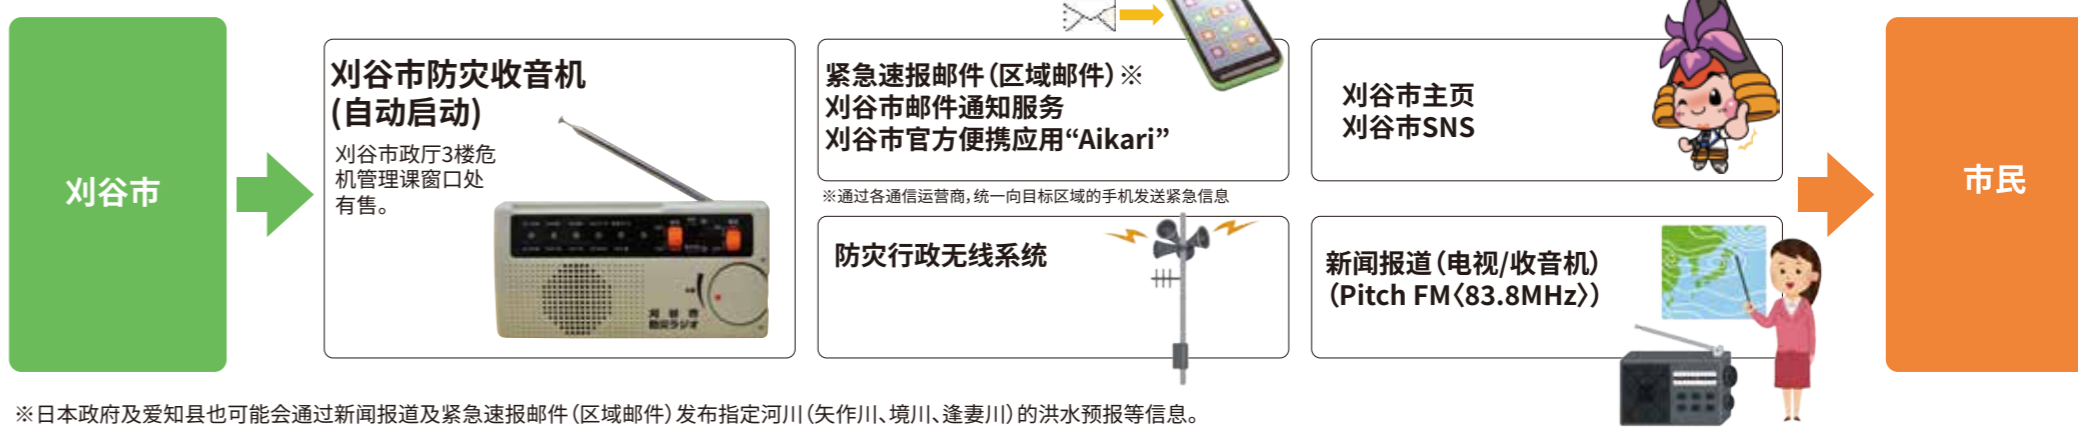 刈谷市
刈谷市防灾收音机
(自动启动)
刈谷市政厅3楼危
机管理课窗口处
有售。
刈谷市
防災ラジオ
紧急速报邮件（区域邮件）※
刈谷市邮件通知服务
刈谷市官方便携应用“Aikari”
※通过各通信运营商，统一向目标区域的手机发送紧急信息
防灾行政无线系统
刈谷市主页
刈谷市SNS
新闻报道（电视/收音机）
（Pitch FM〈83.8MHz〉）
市民
※日本政府及爱知县也可能会通过新闻报道及紧急速报邮件（区域邮件）发布指定河川（矢作川、境川、逢妻川）的洪水预报等信息。